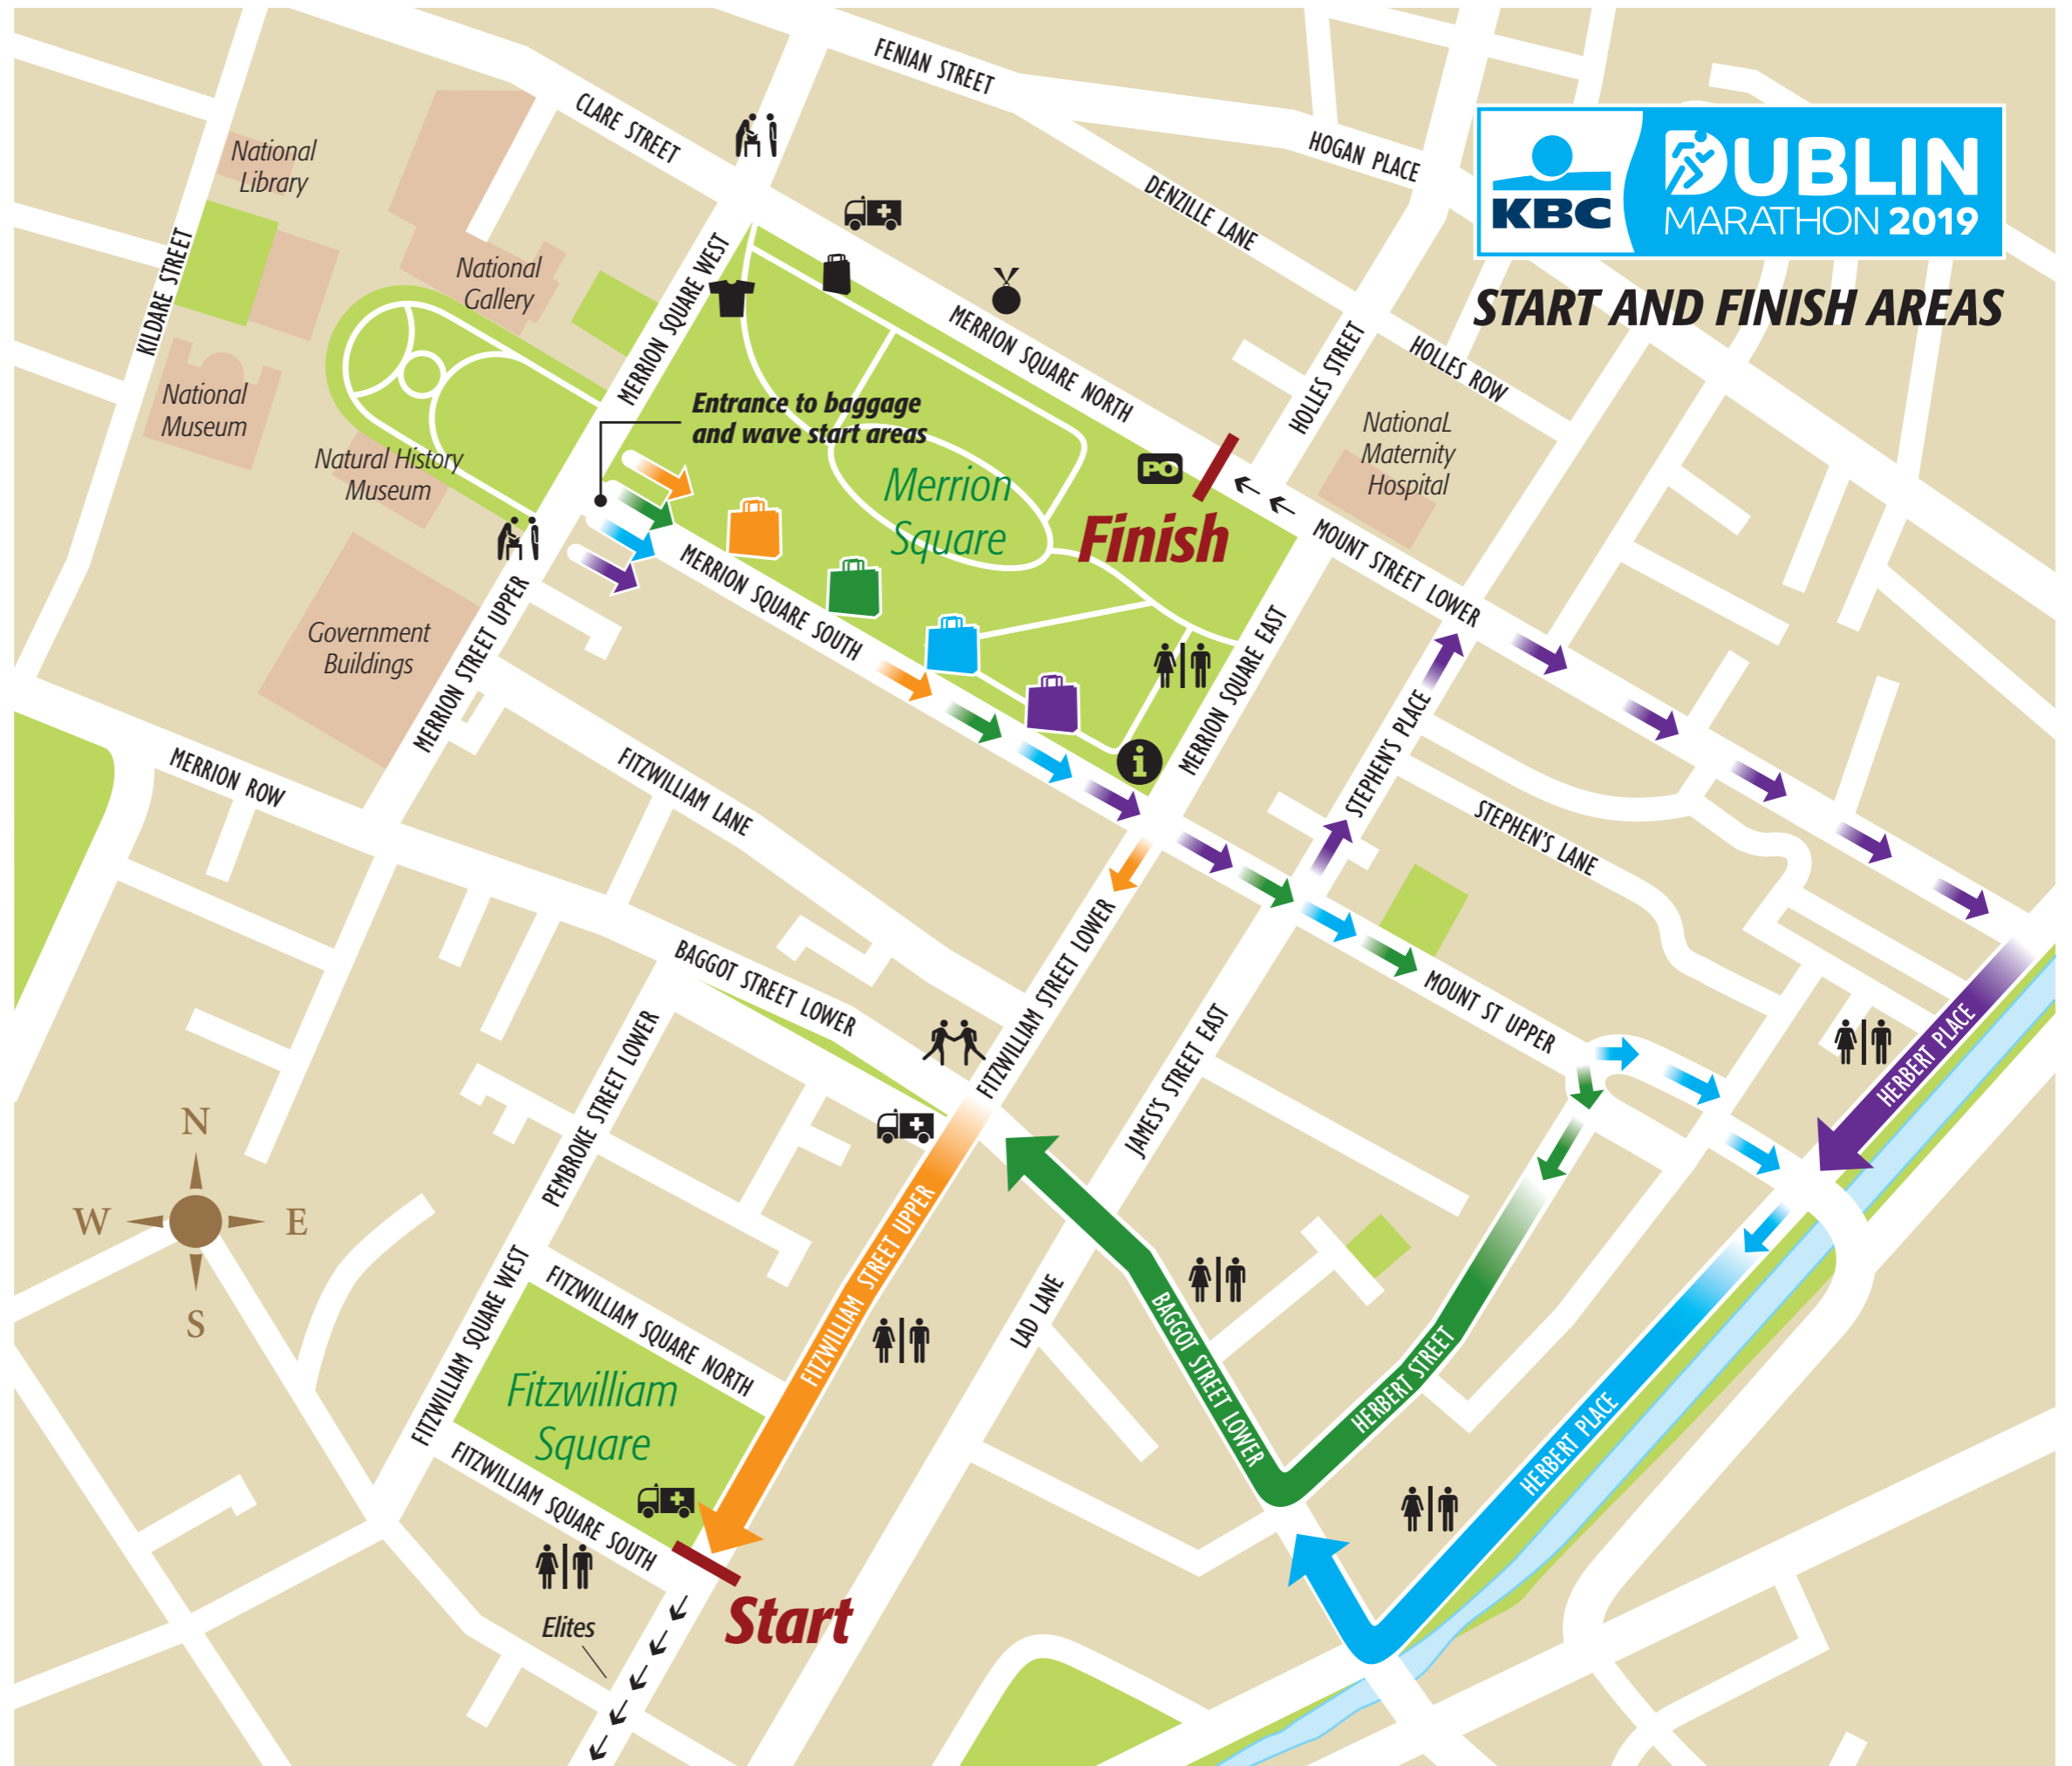 FENIAN STREET
CLARE STREET
HOGAN PLACE
KBC
DUBLIN
MARATHON 2019
START AND FINISH AREAS
National
Library
DENZILLE LANE
KILDARE STREET
National
Gallery
MERRION SQUARE WEST
MERRION SQUARE NORTH
HOLLES STREET
HOLLES ROW
National
Museum
Entrance to baggage
and wave start areas
NationaL
Maternity
Hospital
Natural History
Museum
Merrion
Square
PO
Finish
MOUNT STREET LOWER
MERRION SQUARE SOUTH
Government
Buildings
MERRION STREET UPPER
MERRION SQUARE EAST
STEPHEN'S PLACE
i
MERRION ROW
FITZWILLIAM LANE
STEPHEN'S LANE
BAGGOT STREET LOWER
FITZWILLIAM STREET LOWER
MOUNT ST UPPER
PEMBROKE STREET LOWER
JAMES'S STREET EAST
HERBERT PLACE
N
W
E
S
FITZWILLIAM STREET UPPER
FITZWILLIAM SQUARE WEST
FITZWILLIAM SQUARE NORTH
LAD LANE
BAGGOT STREET LOWER
HERBERT STREET
HERBERT PLACE
Fitzwilliam
Square
FITZWILLIAM SQUARE SOUTH
Start
Elites